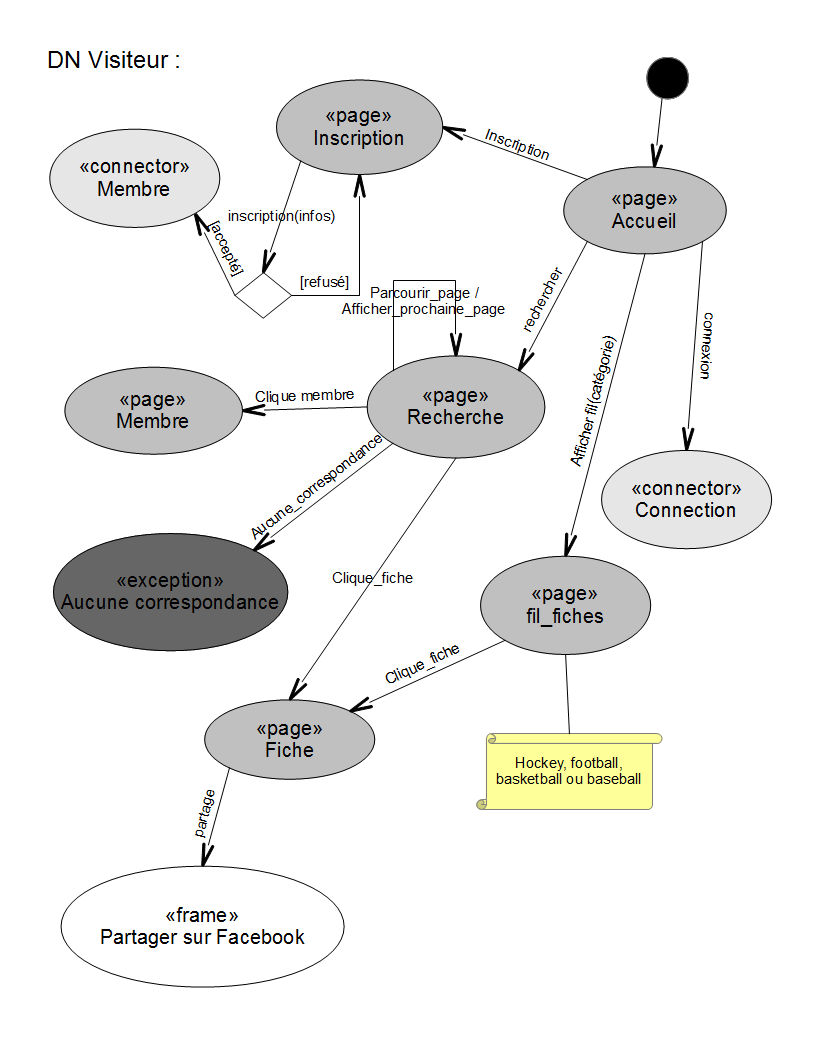 DN Visiteur :
«page»
Inscription
Inscription
«connector»
Membre
«page»
Accueil
inscription(infos)
[accepté]
[refusé]
rechercher
Parcourir_page /
Afficher_prochaine_page
connexion
Afficher fil(catégorie)
«page»
Membre
Clique membre
«page»
Recherche
Aucune_correspondance
«connector»
Connection
«exception»
Aucune correspondance
Clique_fiche
«page»
fil_fiches
Clique_fiche
«page»
Fiche
Hockey, football,
basketball ou baseball
partage
«frame»
Partager sur Facebook